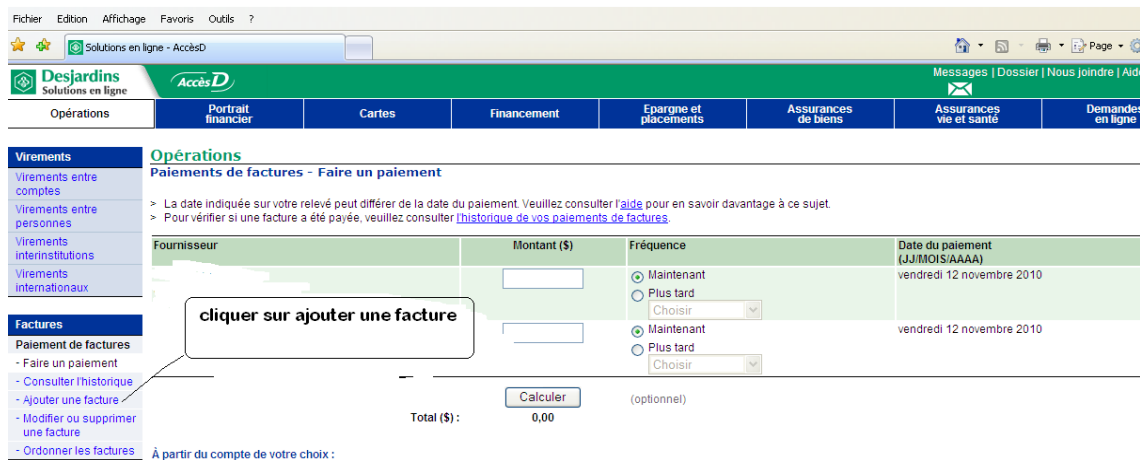 Fichier Edition Affichage Favoris Outils ?
Solutions en ligne - AccèsD
Page
Desjardins
Solutions en ligne
AccèsD
Messages | Dossier | Nous joindre | Aide
Opérations
Portrait financier
Cartes
Financement
Epargne et placements
Assurances de biens
Assurances vie et santé
Demandes en ligne
Virements
Virements entre
comptes
Virements entre
personnes
Virements
interinstitutions
Virements
internationaux
Factures
Paiement de factures
- Faire un paiement
- Consulter l'historique
- Ajouter une facture
- Modifier ou supprimer
une facture
- Ordonner les factures
Opérations
Paiements de factures - Faire un paiement
> La date indiquée sur votre relevé peut différer de la date du paiement. Veuillez consulter l'aide pour en savoir davantage à ce sujet.
> Pour vérifier si une facture a été payée, veuillez consulter l'historique de vos paiements de factures.
Fournisseur Montant ($) Fréquence Date du paiement
(JJ/MOIS/AAAA)
Maintenant vendredi 12 novembre 2010
Plus tard
Choisir
cliquer sur ajouter une facture
Maintenant vendredi 12 novembre 2010
Plus tard
Choisir
Calculer (optionnel)
Total ($) : 0,00
À partir du compte de votre choix :